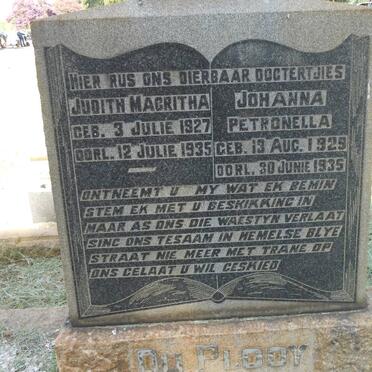 HIER RUS ONS DIERBAAR DOGTERTJIES
JUDITH MAGRITHA
GEB. 3 JULIE 1927
OORL. 12 JULIE 1935
JOHANNA
PETRONELLA
GEB. 13 AUG. 1929
OORL. 30 JUNIE 1935
ONTNEEMT U MY WAT EK BEMIN
STEM EK MET U BESKIKKING IN
MAAR AS ONS DIE WAESTYN VERLAAT
SING ONS TESAAM IN HEMELSE BLYE
STRAAT NIE MEER MET TRANE OP
ONS GELAAT U WIL GESKIED
DU PLOOY